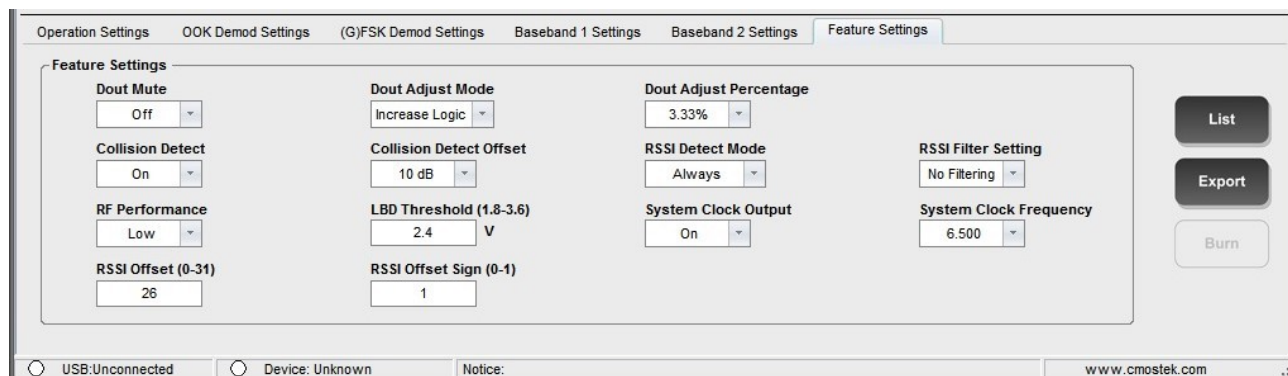 Operation Settings OOK Demod Settings (G)FSK Demod Settings Baseband 1 Settings Baseband 2 Settings Feature Settings
Feature Settings
Dout Mute Dout Adjust Mode Dout Adjust Percentage
Off Increase Logic 3.33%
List
Collision Detect Collision Detect Offset RSSI Detect Mode RSSI Filter Setting
On 10 dB Always No Filtering
Export
RF Performance LBD Threshold (1.8-3.6) System Clock Output System Clock Frequency
Low 2.4 V On 6.500
Burn
RSSI Offset (0-31) RSSI Offset Sign (0-1)
26 1
USB:Unconnected Device: Unknown Notice: www.cmostek.com